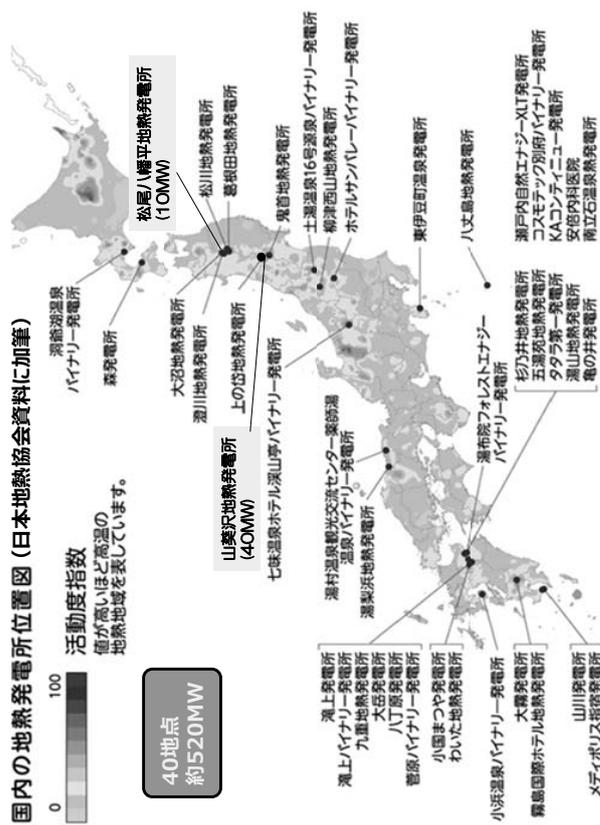 国内の地熱発電所位置図(日本地熱協会資料に加筆)
0
100
活動度指数
値が高いほど高温の
地熱地域を表しています。
40地点
約520MW
洞爺湖温泉
バイナリー発電所
森発電所
松尾八幡平地熱発電所
(10MW)
松川地熱発電所
葛根田地熱発電所
大沼地熱発電所
澄川地熱発電所
上の岱地熱発電所
鬼首地熱発電所
山葵沢地熱発電所
(40MW)
土湯温泉16号源泉バイナリー発電所
柳津西山地熱発電所
ホテルサンバレーバイナリー発電所
七味温泉ホテル渓山亭バイナリー発電所
東伊豆町温泉発電所
八丈島地熱発電所
湯村温泉観光交流センター薬師湯
温泉バイナリー発電所
湯梨浜地熱発電所
湯布院フォレストエナジー
バイナリー発電所
杉乃井地熱発電所
五湯苑地熱発電所
タタラ第一発電所
湯山地熱発電所
亀の井発電所
瀬戸内自然エナジーXLT発電所
コスモテック別府バイナリー発電所
KAコンティニュー発電所
安倍内科医院
南立石温泉熱発電所
滝上発電所
滝上バイナリー発電所
九重地熱発電所
大岳発電所
八丁原発電所
菅原バイナリー発電所
小国まつや発電所
わいた地熱発電所
小浜温泉バイナリー発電所
大霧発電所
霧島国際ホテル地熱発電所
山川発電所
メディポリス指宿発電所